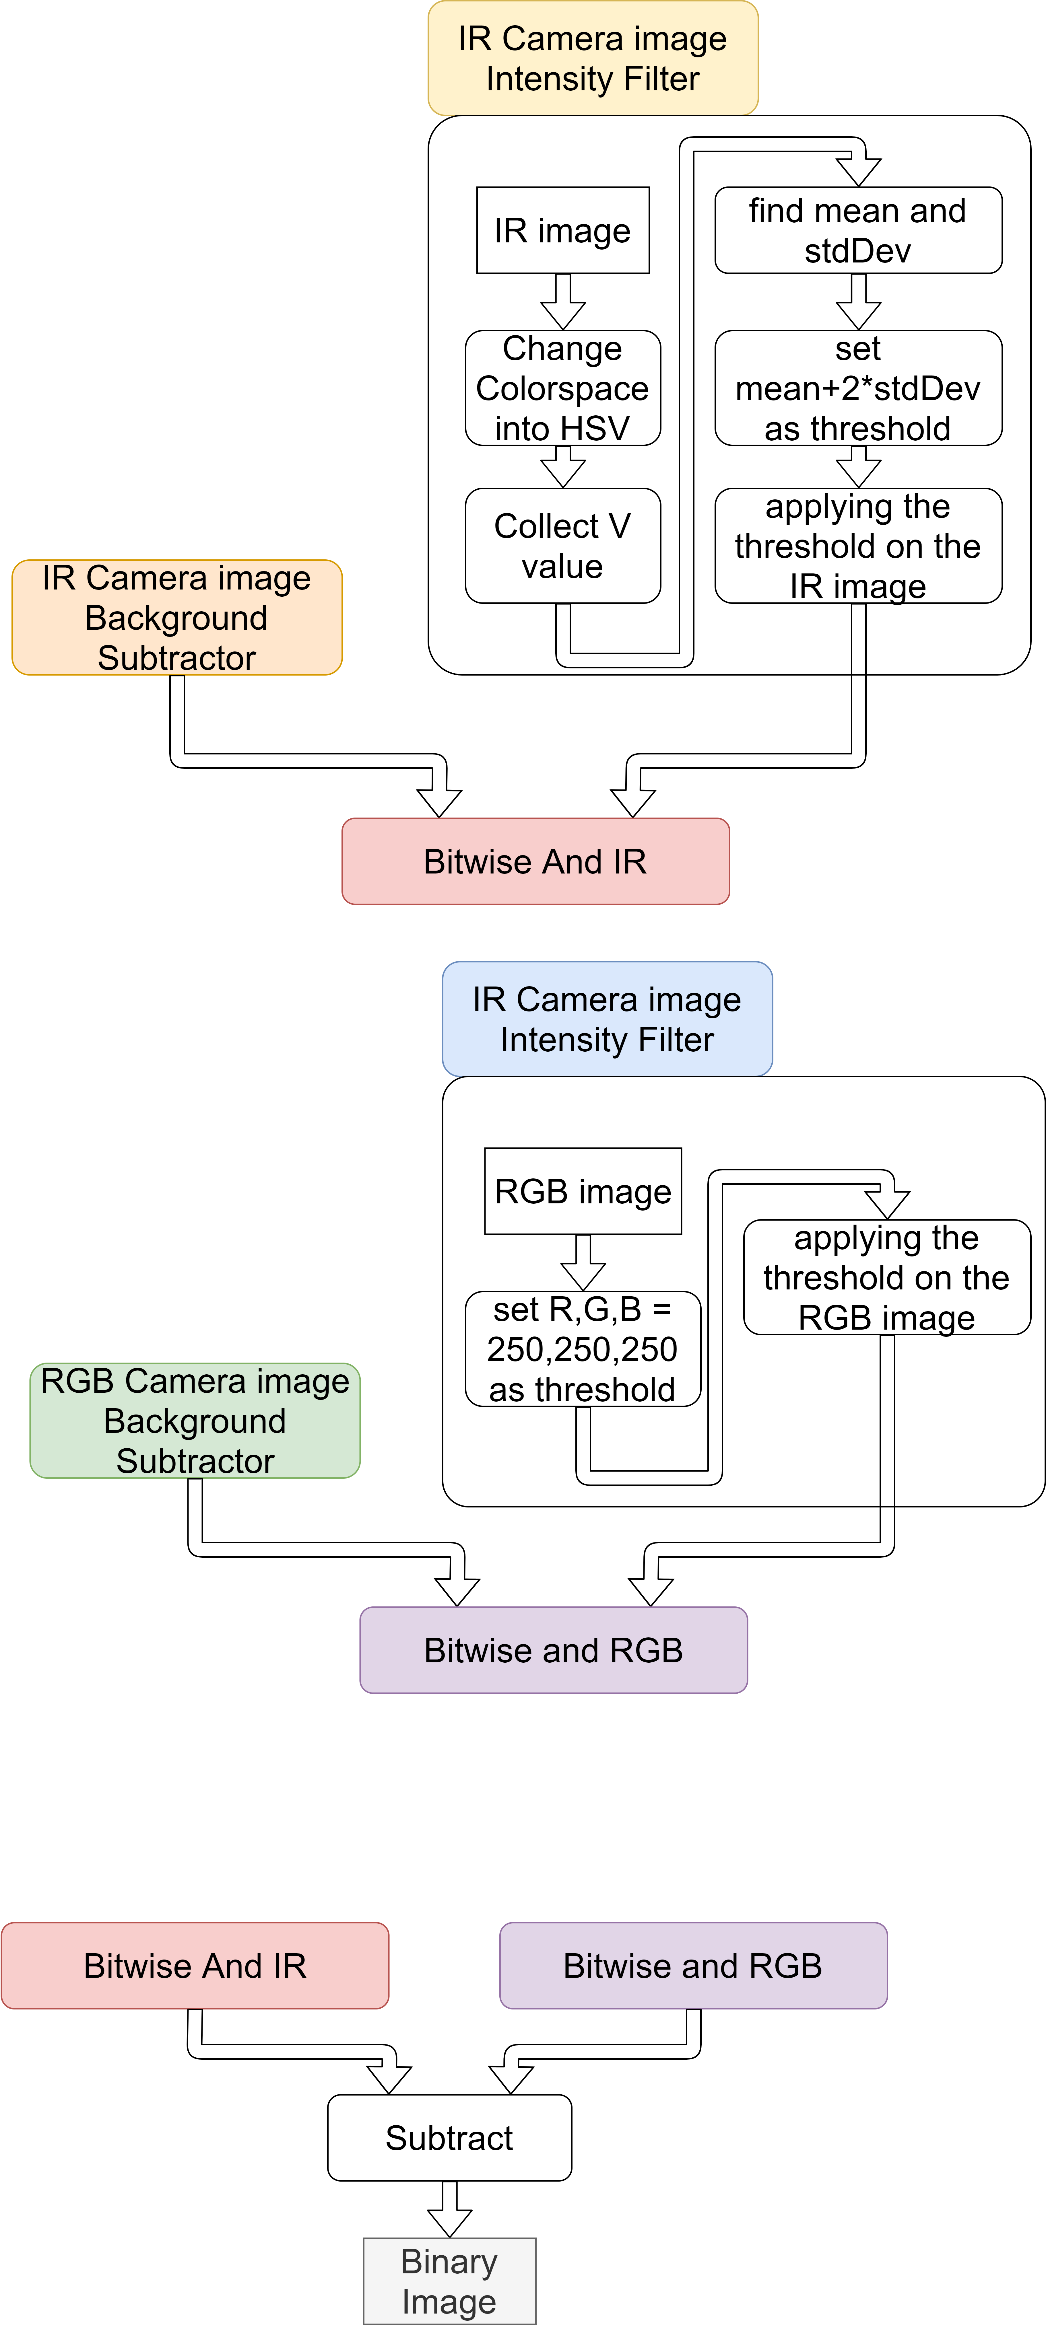 IR Camera image
Intensity Filter
IR image
Change
Colorspace
into HSV
Collect V
value
find mean and
stdDev
set
mean+2*stdDev
as threshold
applying the
threshold on the
IR image
IR Camera image
Background
Subtractor
Bitwise And IR
IR Camera image
Intensity Filter
RGB image
set R,G,B =
250,250,250
as threshold
applying the
threshold on the
RGB image
RGB Camera image
Background
Subtractor
Bitwise and RGB
Bitwise And IR
Bitwise and RGB
Subtract
Binary
Image